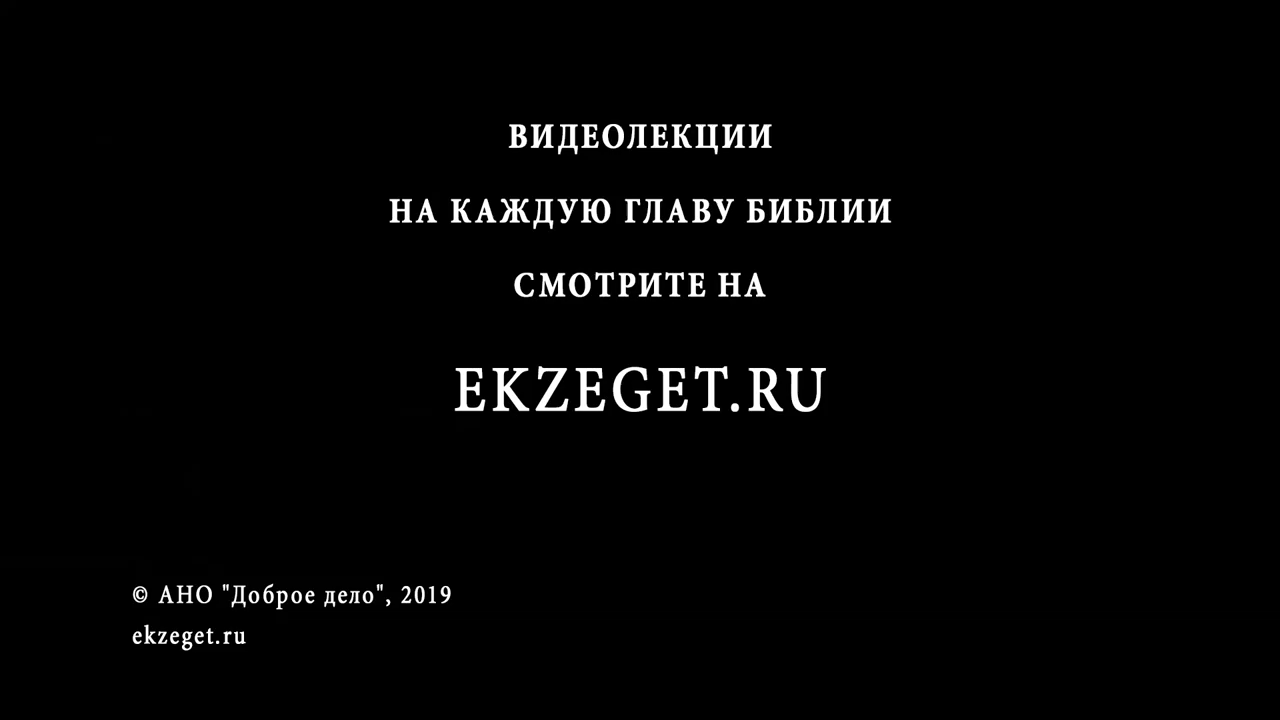 ВИДЕОЛЕКЦИИ
НА КАЖДУЮ ГЛАВУ БИБЛИИ
СМОТРИТЕ НА
EKZEGET.RU
© АНО "Доброе дело", 2019
ekzeget.ru